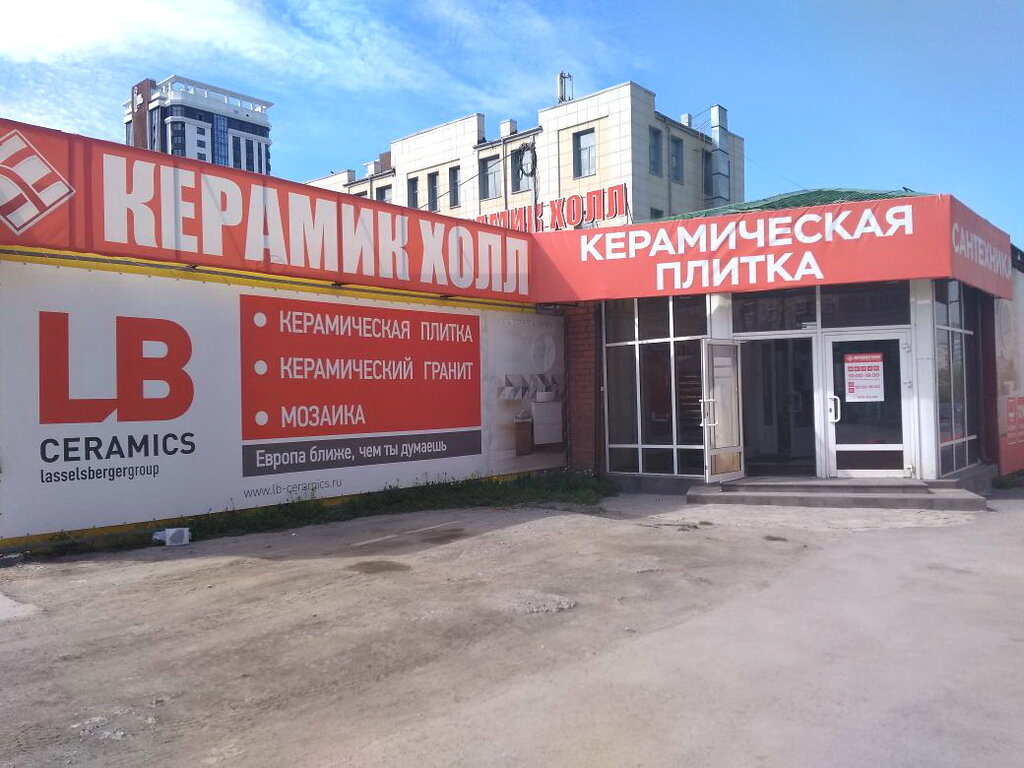 КЕРАМИК ХОЛЛ
КЕРАМИК ХОЛЛ
КЕРАМИЧЕСКАЯ
ПЛИТКА
САНТЕХНИКА
LB
CERAMICS
lasselsbergergroup
• КЕРАМИЧЕСКАЯ ПЛИТКА
• КЕРАМИЧЕСКИЙ ГРАНИТ
• МОЗАИКА
Европа ближе, чем ты думаешь
www.lb-ceramics.ru